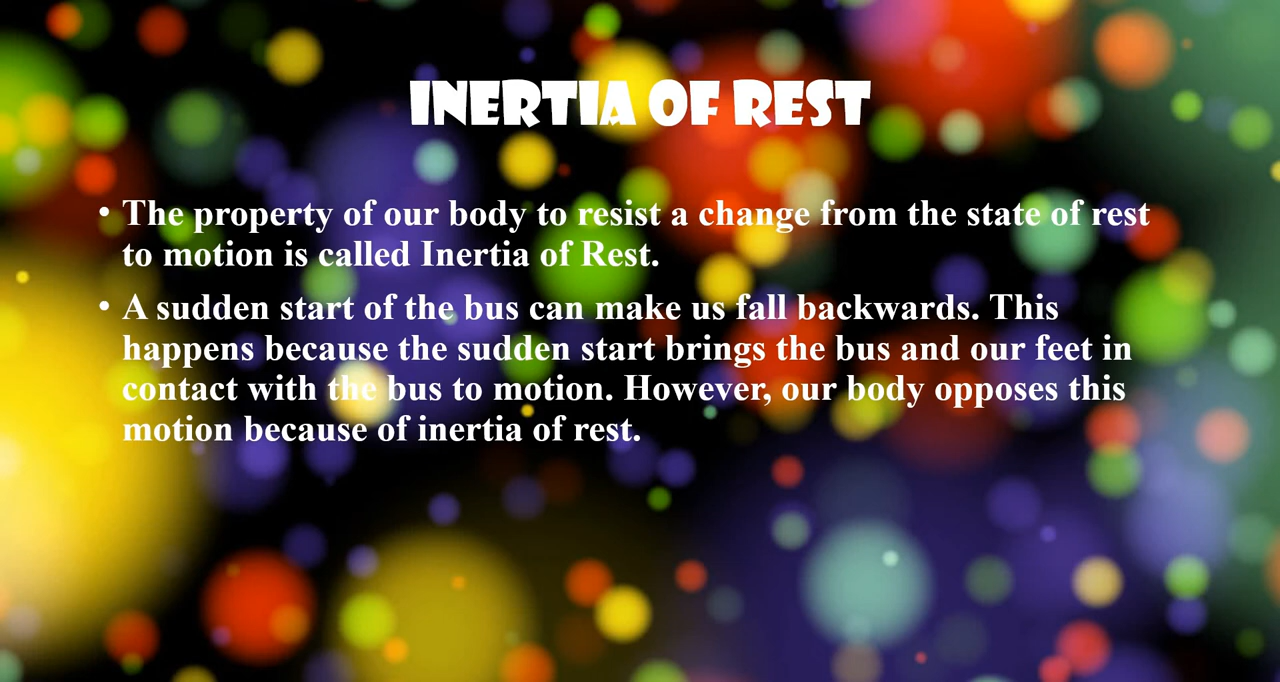 INERTIA OF REST
• The property of our body to resist a change from the state of rest
to motion is called Inertia of Rest.
• A sudden start of the bus can make us fall backwards. This
happens because the sudden start brings the bus and our feet in
contact with the bus to motion. However, our body opposes this
motion because of inertia of rest.